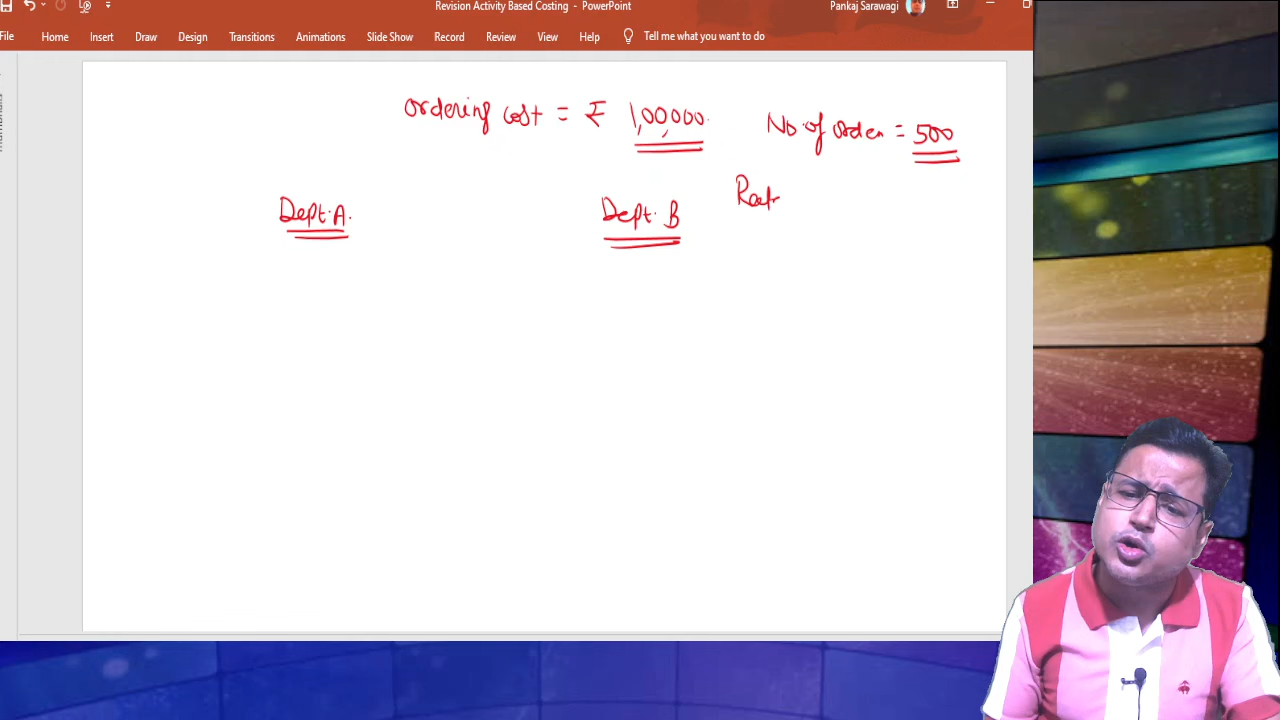 Revision Activity Based Costing - PowerPoint
Pankaj Sarawagi
File Home Insert Draw Design Transitions Animations Slide Show Record Review View Help Tell me what you want to do
ordering cost = ₹ 1,00,000.
No. of order = 500
Dept. A.
Dept. B
Rat